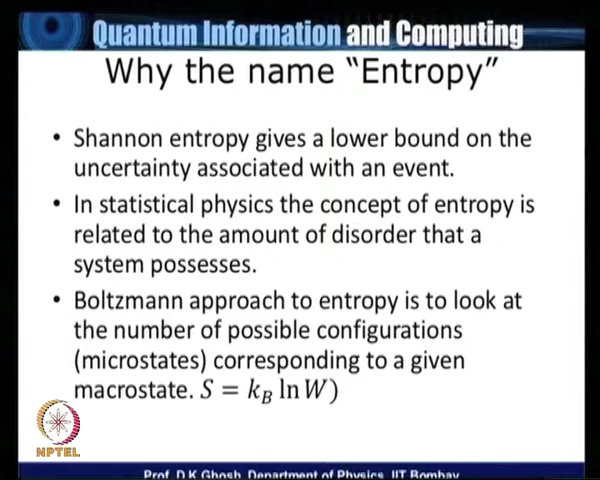 Quantum Information and Computing
Why the name "Entropy"
• Shannon entropy gives a lower bound on the
uncertainty associated with an event.
• In statistical physics the concept of entropy is
related to the amount of disorder that a
system possesses.
• Boltzmann approach to entropy is to look at
the number of possible configurations
(microstates) corresponding to a given
macrostate. S = k_B ln W)
NPTEL
Prof. D.K Ghosh, Department of Physics, IIT Bombay